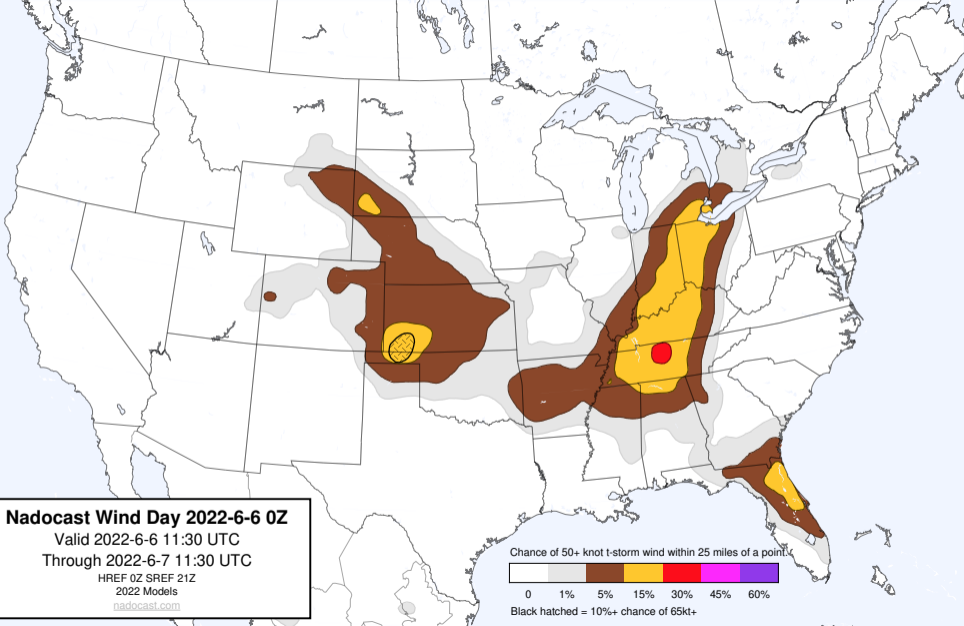 Nadocast Wind Day 2022-6-6 0Z
Valid 2022-6-6 11:30 UTC
Through 2022-6-7 11:30 UTC
HREF 0Z SREF 21Z
2022 Models
nadocast.com
Chance of 50+ knot t-storm wind within 25 miles of a point.
0 1% 5% 15% 30% 45% 60%
Black hatched = 10%+ chance of 65kt+